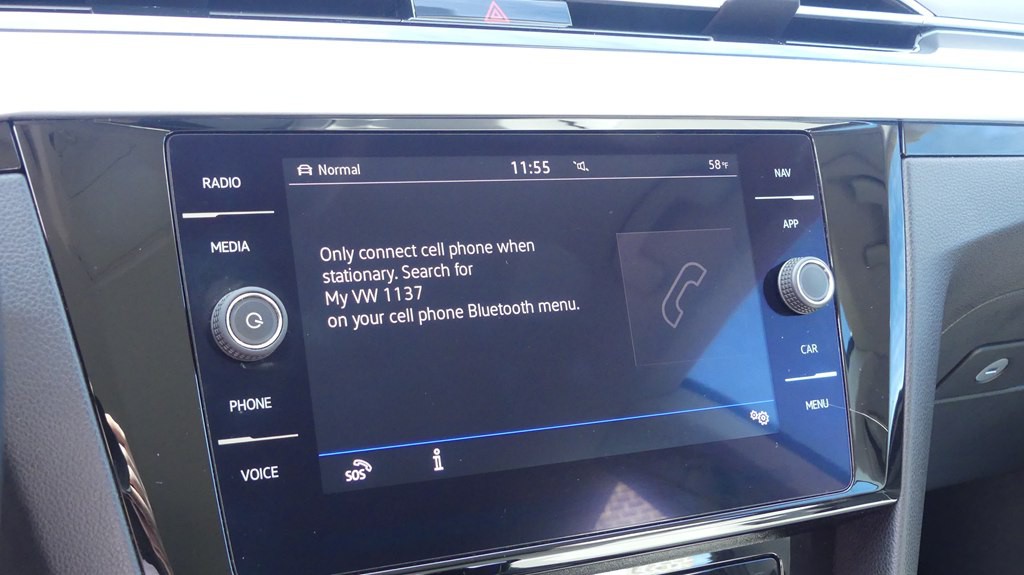 RADIO
MEDIA
PHONE
VOICE
Normal 11:55 58°F
Only connect cell phone when
stationary. Search for
My VW 1137
on your cell phone Bluetooth menu.
SOS i
NAV
APP
CAR
MENU